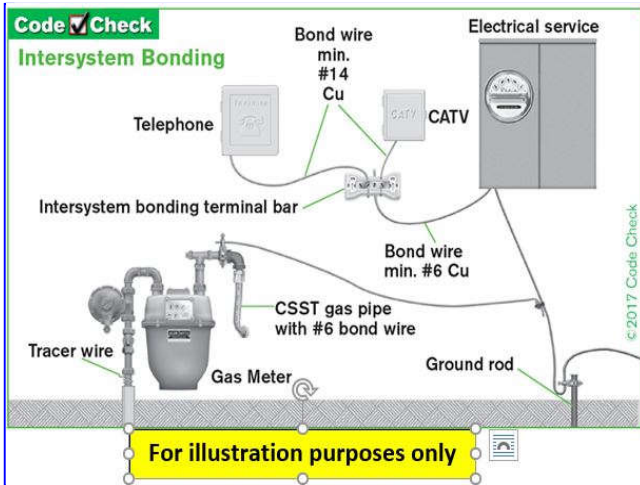 Code Check
Intersystem Bonding
Bond wire
min.
#14
Cu
Electrical service
Telephone
CATV
CATV
Intersystem bonding terminal bar
Bond wire
min. #6 Cu
CSST gas pipe
with #6 bond wire
Tracer wire
Gas Meter
Ground rod
©2017 Code Check
For illustration purposes only